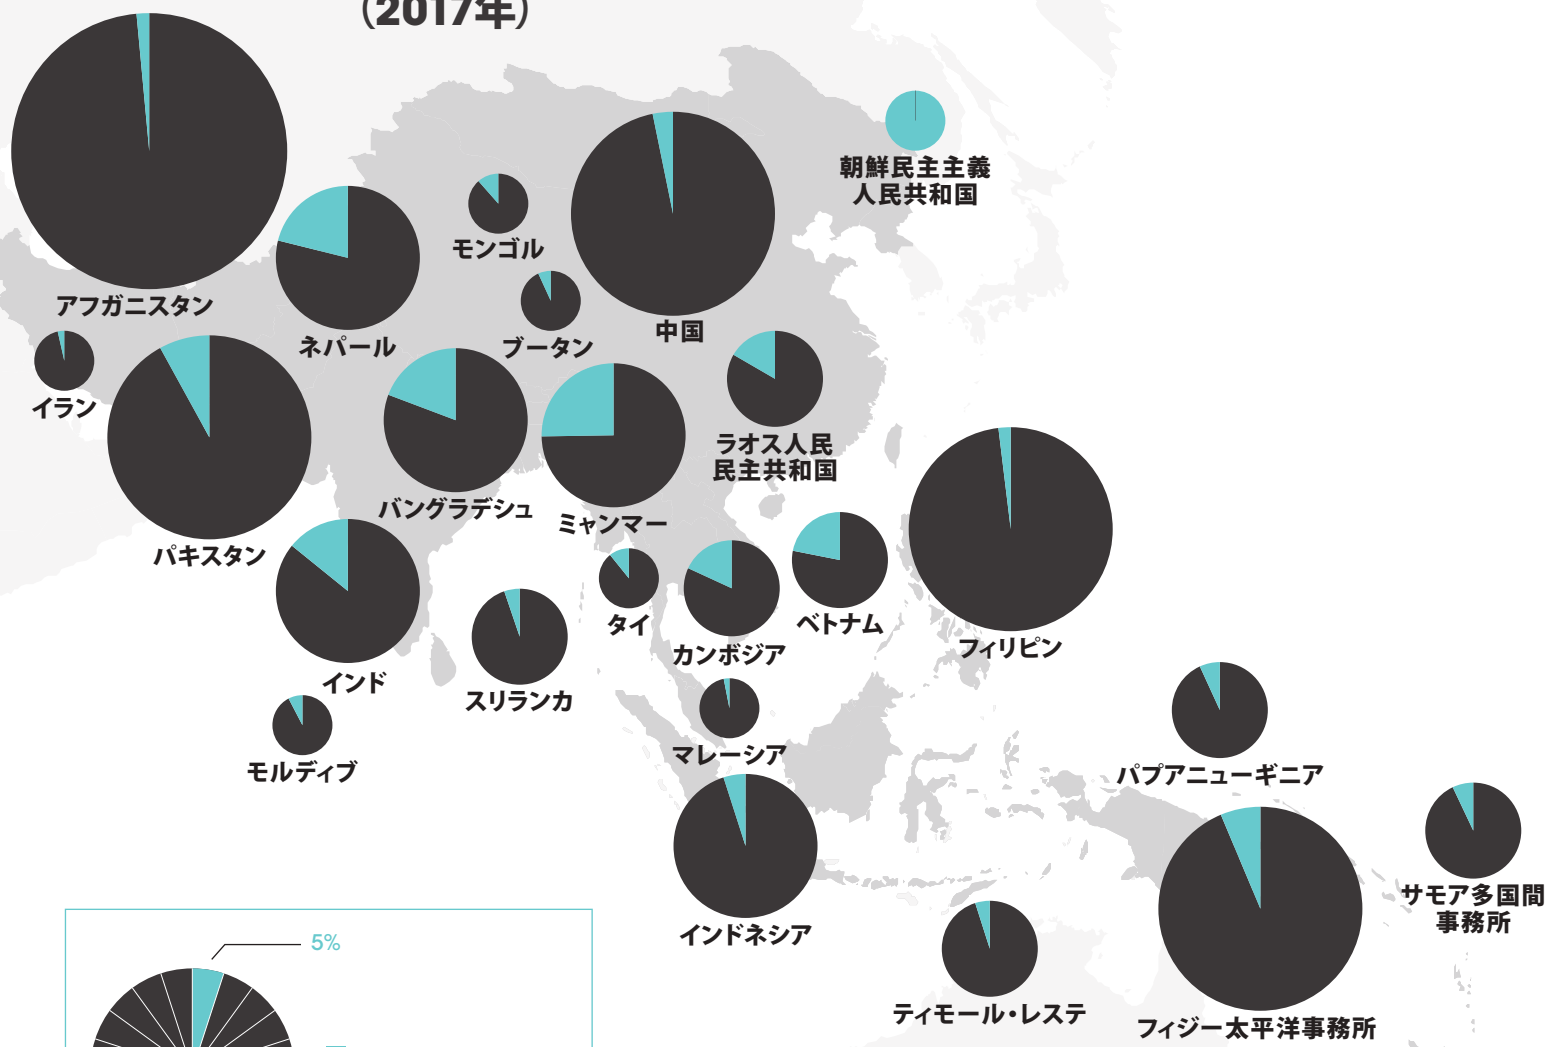 (2017年)
朝鮮民主主義
人民共和国
モンゴル
アフガニスタン
ネパール
ブータン
中国
イラン
ラオス人民
民主共和国
バングラデシュ
ミャンマー
パキスタン
タイ
ベトナム
カンボジア
フィリピン
インド
スリランカ
マレーシア
モルディブ
パプアニューギニア
サモア多国間
事務所
インドネシア
5%
ティモール・レステ
フィジー太平洋事務所